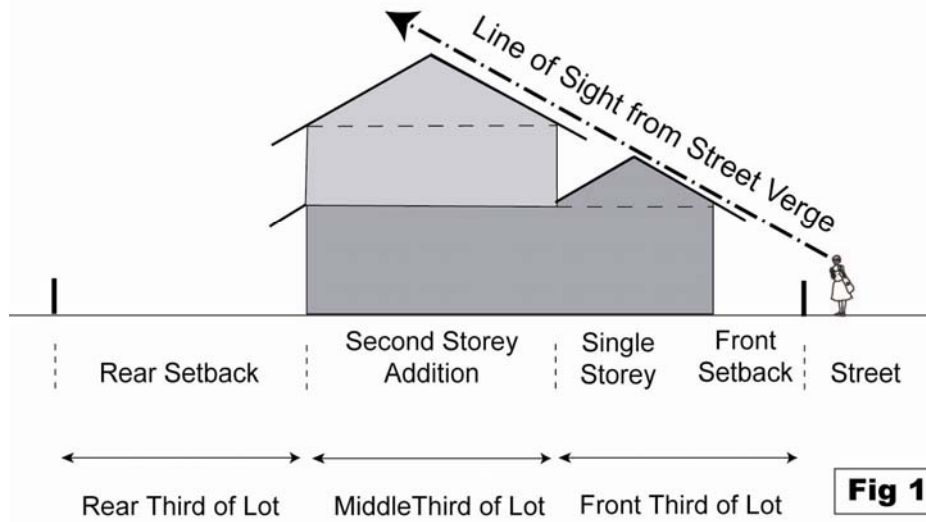 Line of Sight from Street Verge
Rear Setback
Second Storey
Addition
Single
Storey
Front
Setback
Street
Rear Third of Lot
MiddleThird of Lot
Front Third of Lot
Fig 1